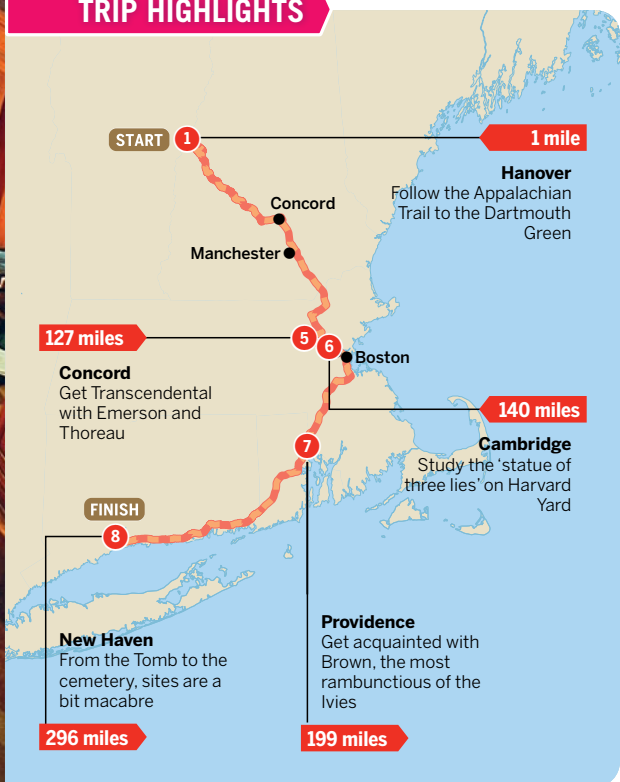 TRIP HIGHLIGHTS
START
1
1 mile
Hanover
Follow the Appalachian
Trail to the Dartmouth
Green
Concord
Manchester
127 miles
5
6
Boston
Concord
Get Transcendental
with Emerson and
Thoreau
140 miles
Cambridge
Study the ‘statue of
three lies’ on Harvard
Yard
7
FINISH
8
New Haven
From the Tomb to the
cemetery, sites are a
bit macabre
296 miles
Providence
Get acquainted with
Brown, the most
rambunctious of the
Ivies
199 miles